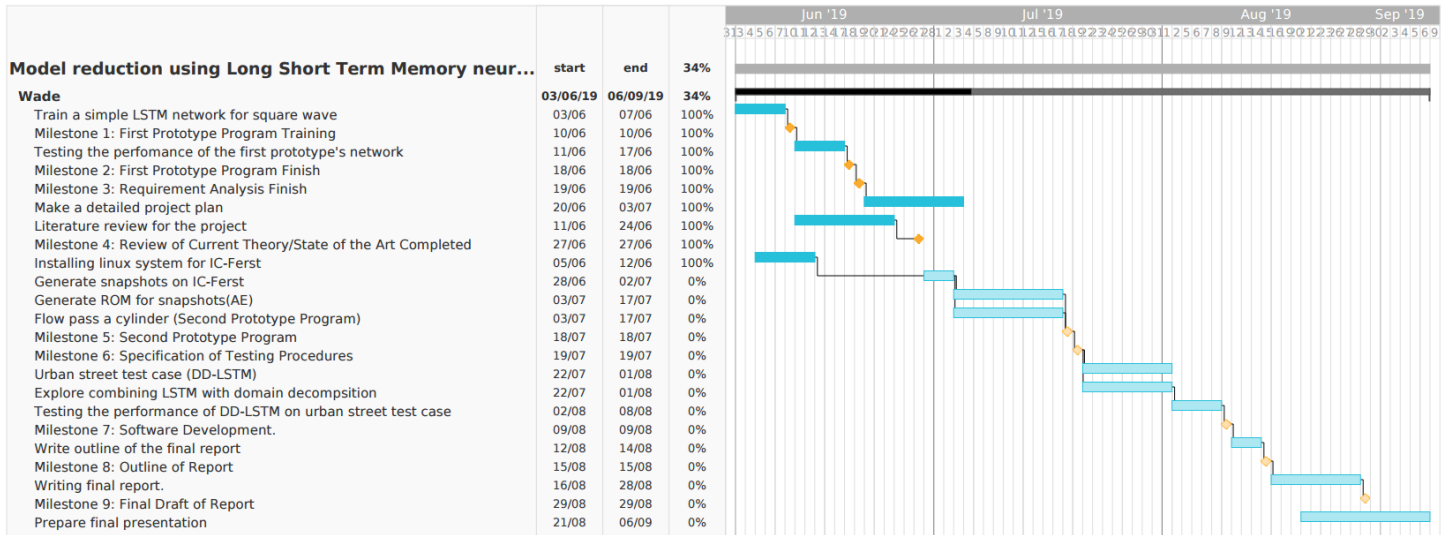 Jun '19 Jul '19 Aug '19 Sep '19
Model reduction using Long Short Term Memory neur... start end 34%
Wade 03/06/19 06/09/19 34%
Train a simple LSTM network for square wave 03/06 07/06 100%
Milestone 1: First Prototype Program Training 10/06 10/06 100%
Testing the perfomance of the first prototype's network 11/06 17/06 100%
Milestone 2: First Prototype Program Finish 18/06 18/06 100%
Milestone 3: Requirement Analysis Finish 19/06 19/06 100%
Make a detailed project plan 20/06 03/07 100%
Literature review for the project 11/06 24/06 100%
Milestone 4: Review of Current Theory/State of the Art Completed 27/06 27/06 100%
Installing linux system for IC-Ferst 05/06 12/06 100%
Generate snapshots on IC-Ferst 28/06 02/07 0%
Generate ROM for snapshots(AE) 03/07 17/07 0%
Flow pass a cylinder (Second Prototype Program) 03/07 17/07 0%
Milestone 5: Second Prototype Program 18/07 18/07 0%
Milestone 6: Specification of Testing Procedures 19/07 19/07 0%
Urban street test case (DD-LSTM) 22/07 01/08 0%
Explore combining LSTM with domain decompsition 22/07 01/08 0%
Testing the performance of DD-LSTM on urban street test case 02/08 08/08 0%
Milestone 7: Software Development. 09/08 09/08 0%
Write outline of the final report 12/08 14/08 0%
Milestone 8: Outline of Report 15/08 15/08 0%
Writing final report. 16/08 28/08 0%
Milestone 9: Final Draft of Report 29/08 29/08 0%
Prepare final presentation 21/08 06/09 0%